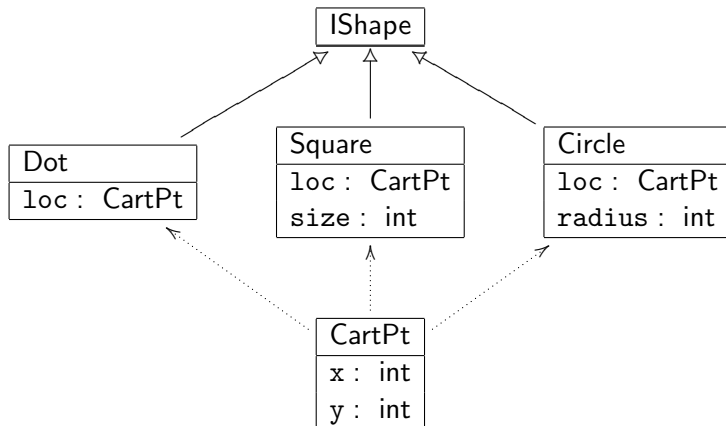 IShape
Dot
loc : CartPt
Square
loc : CartPt
size : int
Circle
loc : CartPt
radius : int
CartPt
x : int
y : int